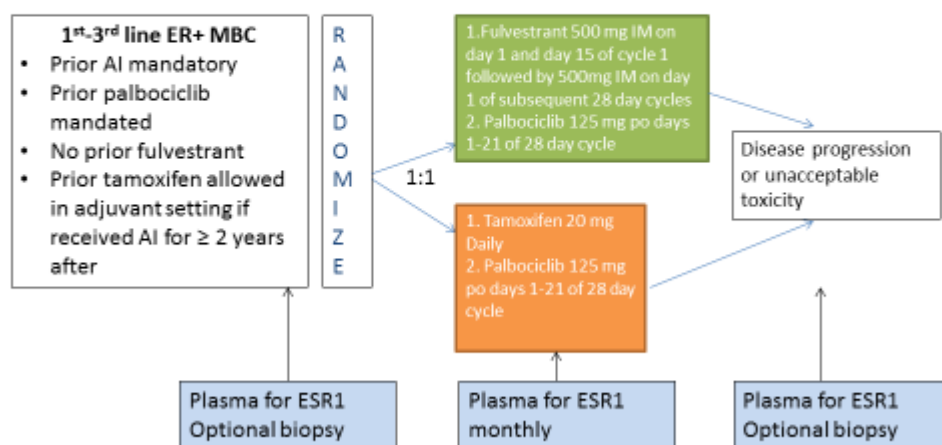 1st-3rd line ER+ MBC
• Prior AI mandatory
• Prior palbociclib
mandated
• No prior fulvestrant
• Prior tamoxifen allowed
in adjuvant setting if
received AI for ≥ 2 years
after
R
A
N
D
O
M
I
Z
E
1:1
1.Fulvestrant 500 mg IM on
day 1 and day 15 of cycle 1
followed by 500mg IM on day
1 of subsequent 28 day cycles
2. Palbociclib 125 mg po days
1-21 of 28 day cycle
1. Tamoxifen 20 mg
Daily
2. Palbociclib 125 mg
po days 1-21 of 28 day
cycle
Disease progression
or unacceptable
toxicity
Plasma for ESR1
Optional biopsy
Plasma for ESR1
monthly
Plasma for ESR1
Optional biopsy